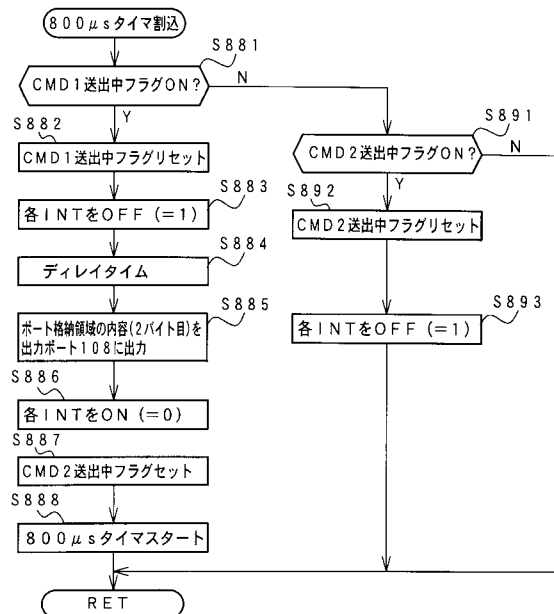 800μsタイマ割込
S881
CMD1送出中フラグON?
N
Y
S882
CMD1送出中フラグリセット
S883
各INTをOFF(=1)
S884
ディレイタイム
S885
ポート格納領域の内容(2バイト目)を
出力ポート108に出力
S886
各INTをON(=0)
S887
CMD2送出中フラグセット
S888
800μsタイマスタート
RET
S891
CMD2送出中フラグON?
N
Y
S892
CMD2送出中フラグリセット
S893
各INTをOFF(=1)